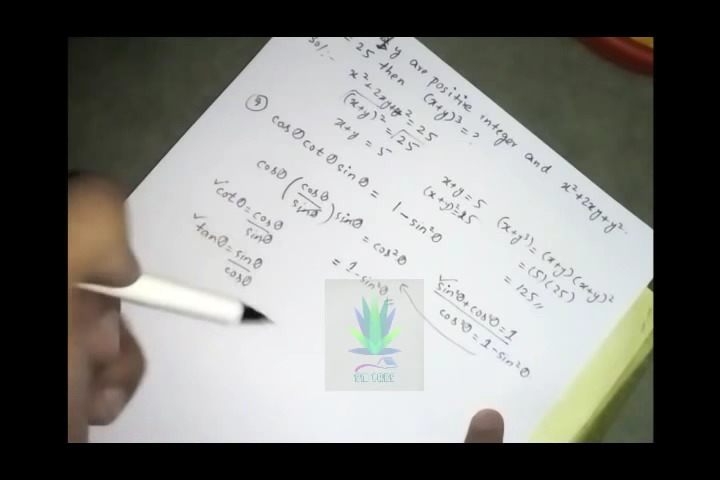 y are positive integer and x²+2xy+y².
= 25 then (x+y)3 = ?
sol:-
x²+2xy+y² = 25
(x+y)² = √25
x+y = 5
x+y = 5
(x+y)²=25
(x+y³) = (x+y)(x+y)²
= (5)(25)
= 125//
9
cosθ cotθ sinθ = 1-sin²θ
cosθ (cosθ/sinθ) sinθ
= cos²θ
= 1-sin²θ //
✓cotθ = cosθ/sinθ
✓tanθ = sinθ/cosθ
✓sin²θ+cos²θ=1
cos²θ = 1-sin²θ